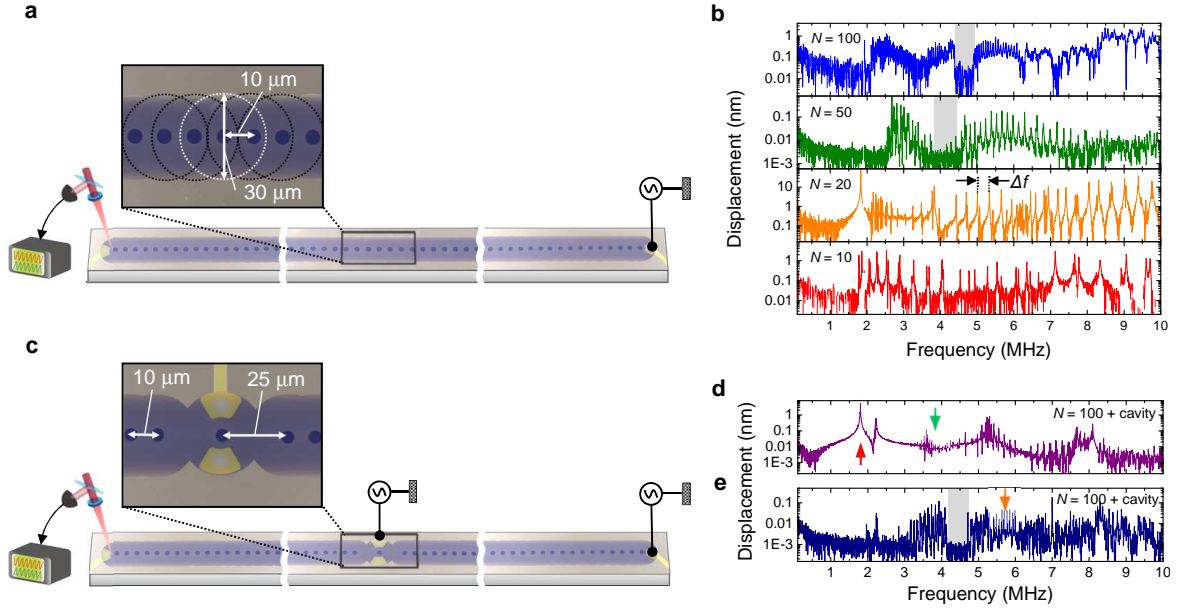 a
10 μm
30 μm
b
Displacement (nm)
N = 100
1
0.1
0.01
N = 50
0.01
1E-3
N = 20
Δf
10
1
0.1
N = 10
1
0.1
0.01
1 2 3 4 5 6 7 8 9 10
Frequency (MHz)
c
10 μm
25 μm
d
Displacement (nm)
N = 100 + cavity
1
0.1
0.01
1E-3
e
N = 100 + cavity
0.1
0.01
1E-3
1 2 3 4 5 6 7 8 9 10
Frequency (MHz)